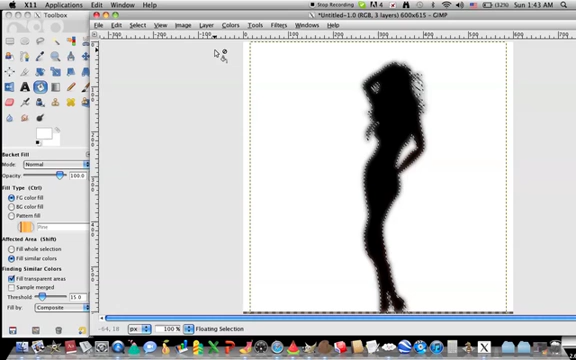 X11 Applications Edit Window Help Stop Recording (32%) Sun 1:43 AM
Toolbox
*Untitled-1.0 (RGB, 3 layers) 600x615 – GIMP
File Edit Select View Image Layer Colors Tools Filters Windows Help
Bucket Fill
Mode: Normal
Opacity: 100.0
Fill Type (Ctrl)
FG color fill
BG color fill
Pattern fill
Pine
Affected Area (Shift)
Fill whole selection
Fill similar colors
Finding Similar Colors
Fill transparent areas
Sample merged
Threshold 15.0
Fill by: Composite
-64, 18 px 100% Floating Selection